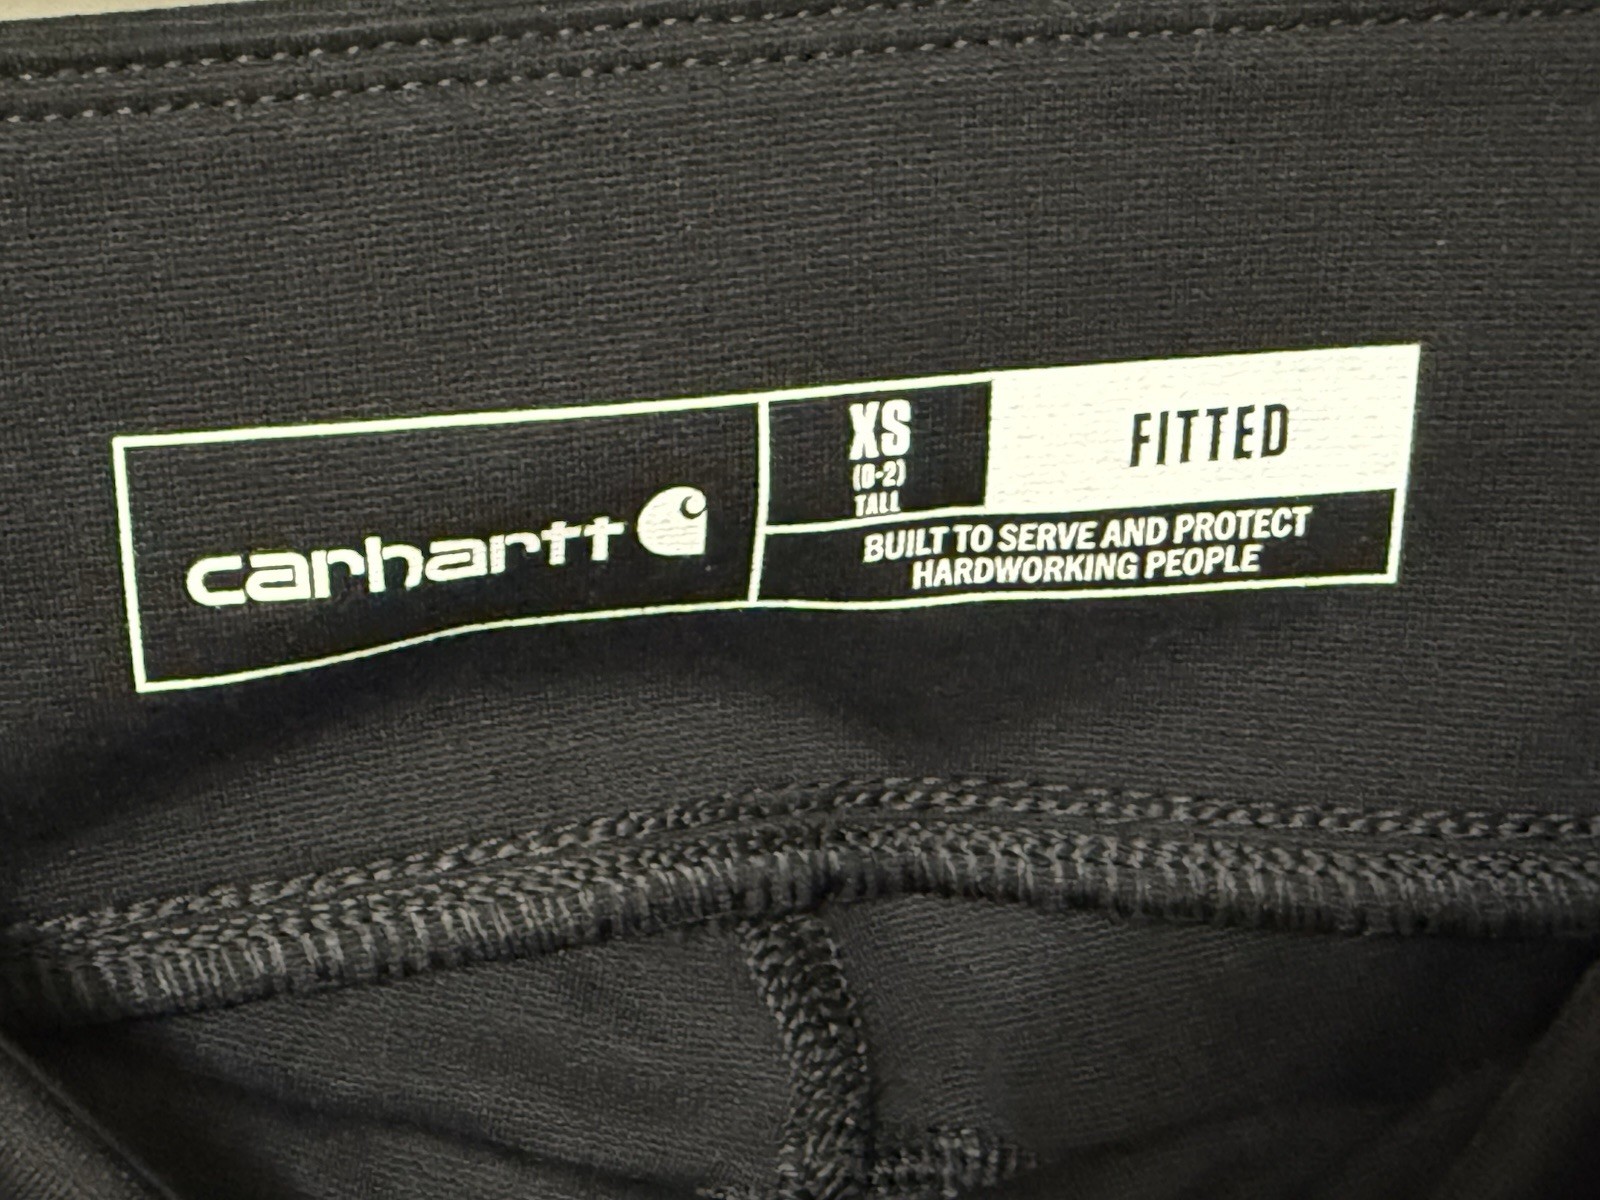 carhartt
XS
(0-2)
TALL
FITTED
BUILT TO SERVE AND PROTECT
HARDWORKING PEOPLE